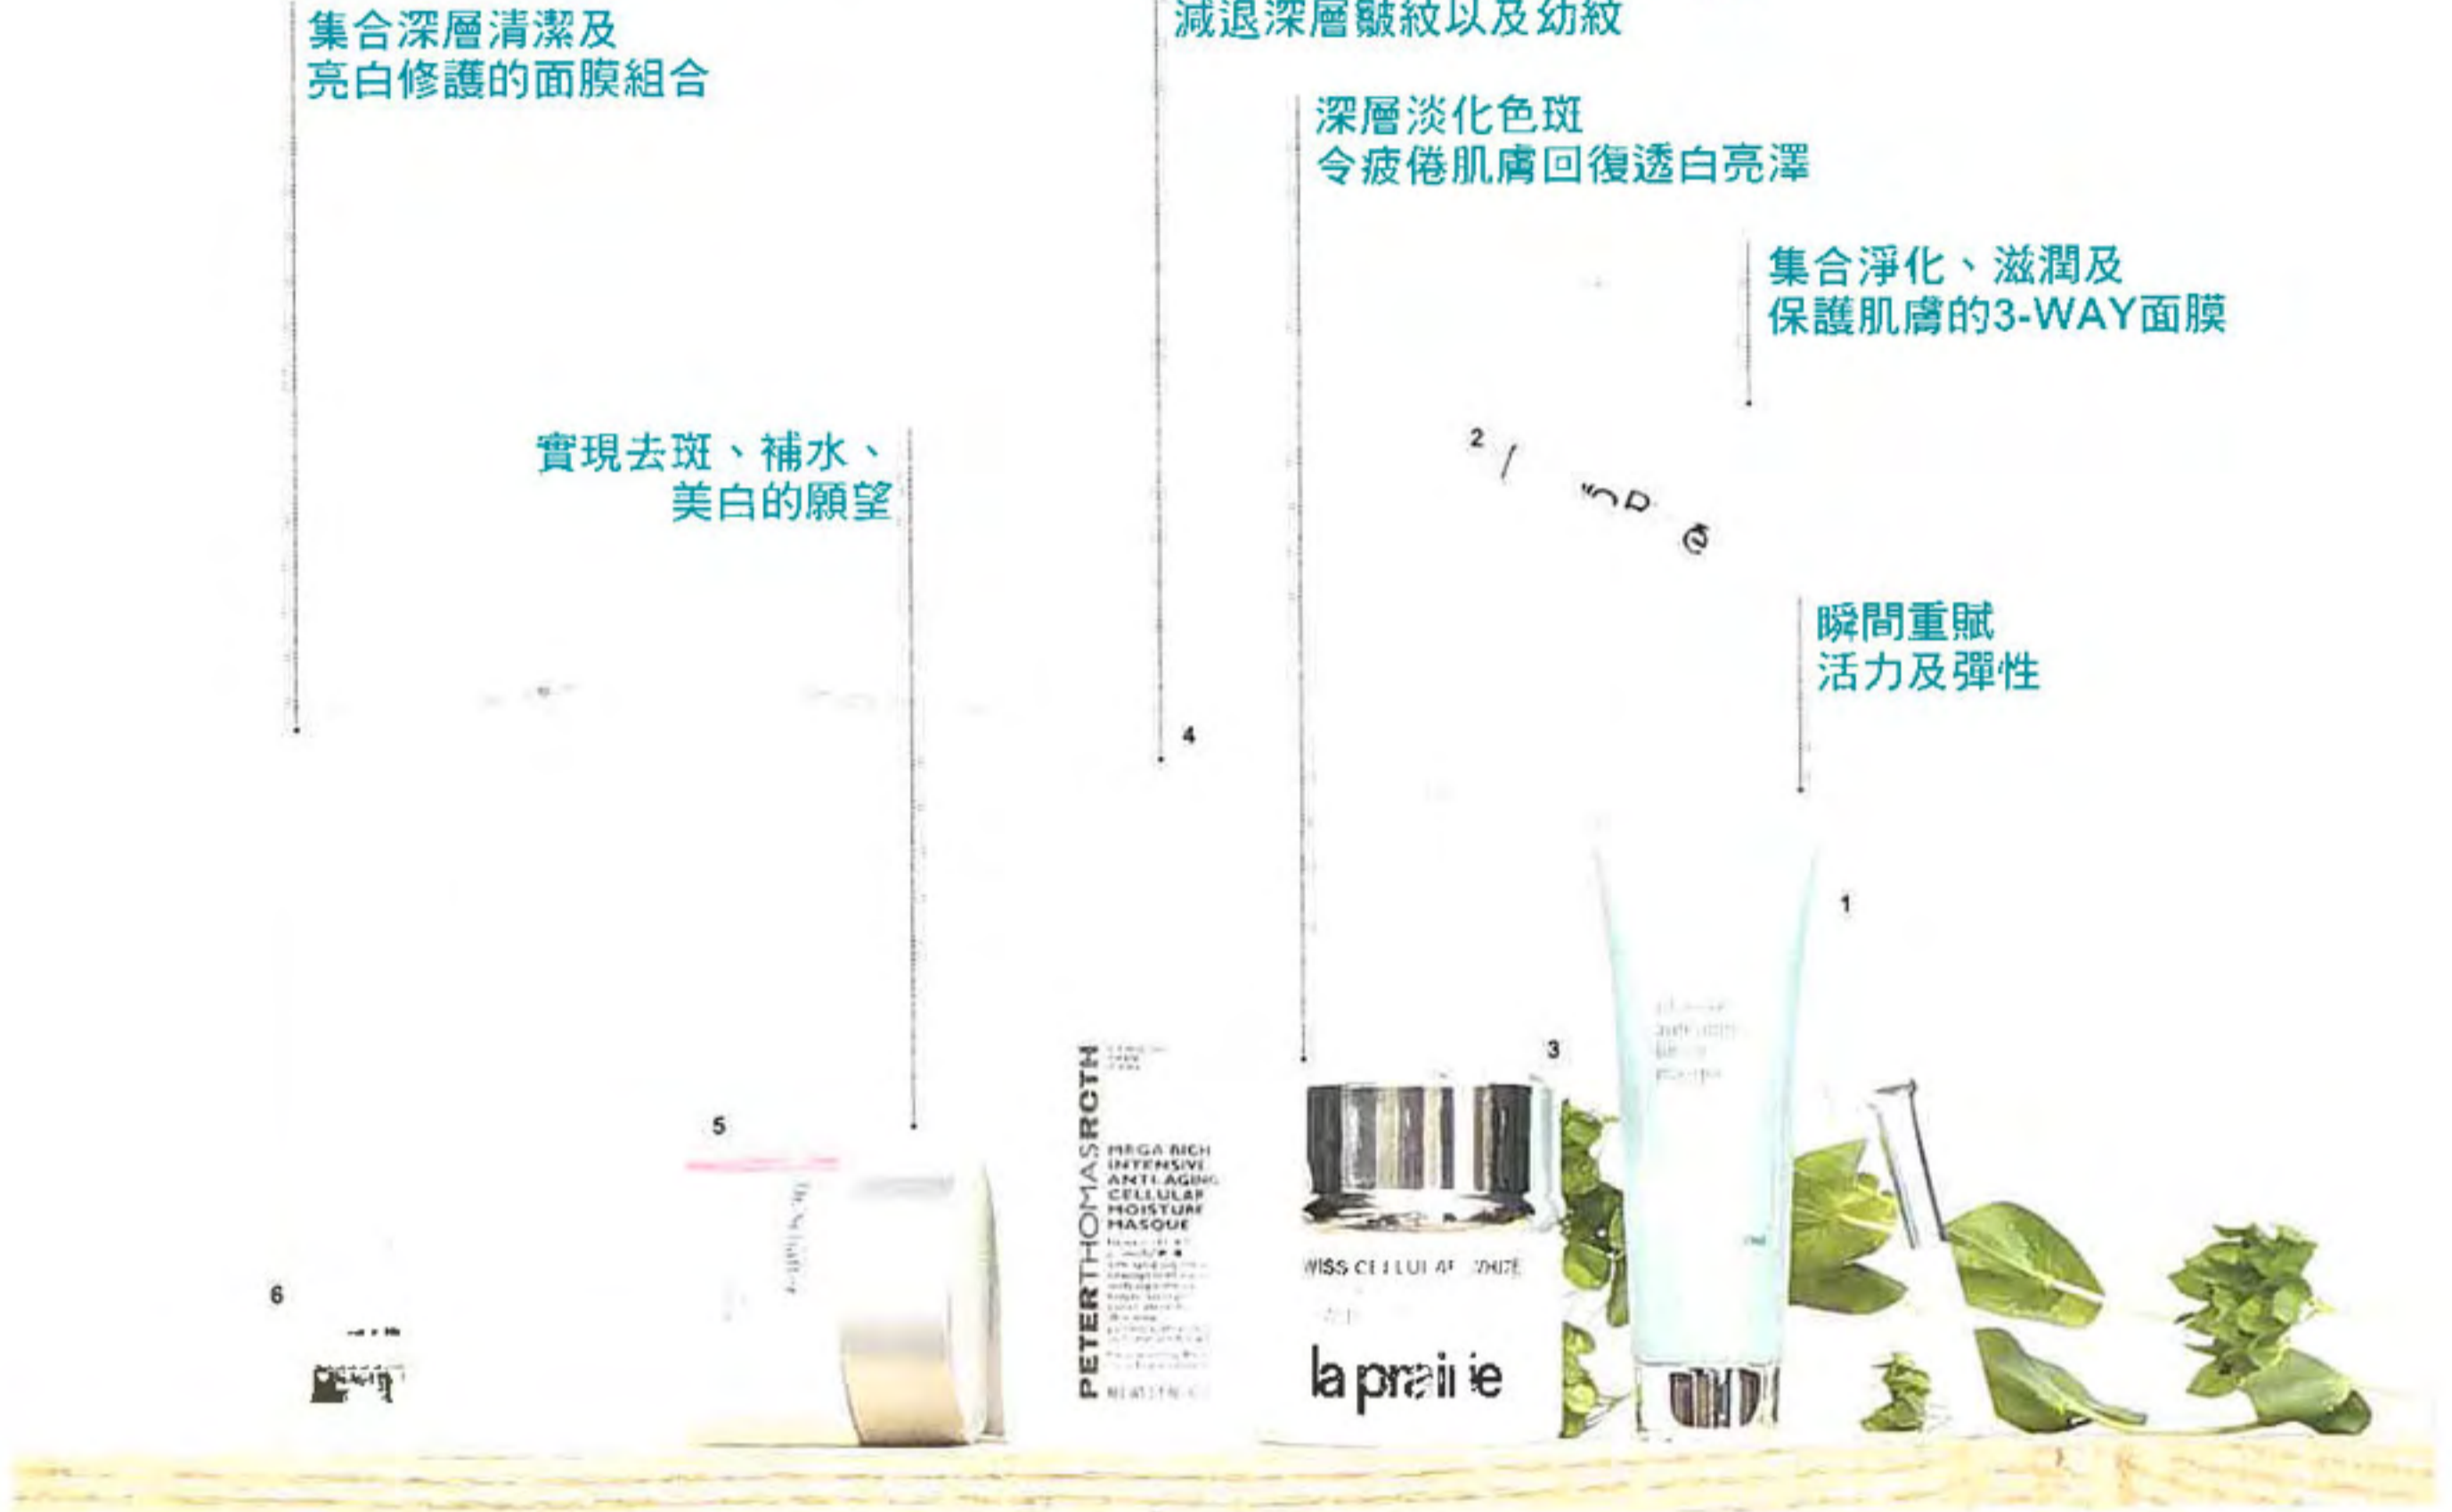 集合深層清潔及
亮白修護的面膜組合
減退深層皺紋以及幼紋
深層淡化色斑
令疲倦肌膚回復透白亮澤
集合淨化、滋潤及
保護肌膚的3-WAY面膜
實現去斑、補水、
美白的願望
2
瞬間重賦
活力及彈性
4
1
3
5
6
PETERTHOMASROTH
MEGA RICH
INTENSIVE
ANTI-AGING
CELLULAR
MOISTURE
MASQUE
WISS CELLULAR WHITE
la prairie